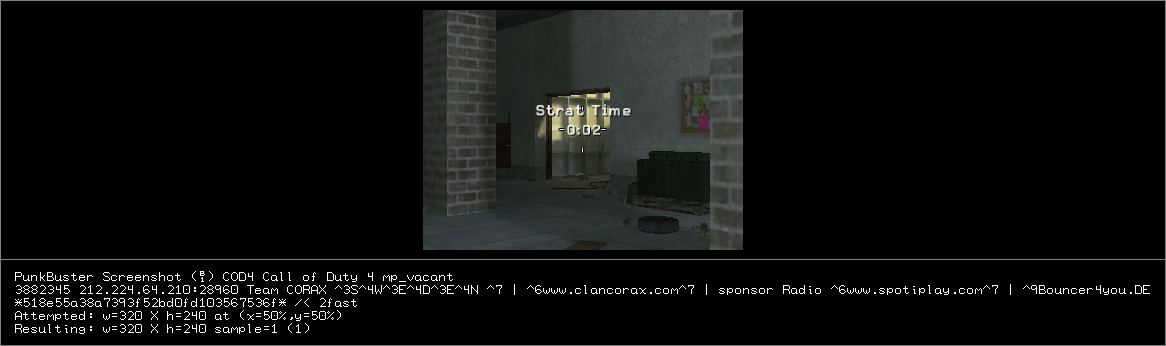 Strat Time
-0:02-
PunkBuster Screenshot (B|) COD4 Call of Duty 4 mp_vacant
3882345 212.224.64.210:28960 Team CORAX ^3S^4W^3E^4D^3E^4N ^7 | ^6www.clancorax.com^7 | sponsor Radio ^6www.spotiplay.com^7 | ^9Bouncer4you.DE
*518e55a38a7393f52bd0fd103567536f* /< 2fast
Attempted: w=320 X h=240 at (x=50%,y=50%)
Resulting: w=320 X h=240 sample=1 (1)